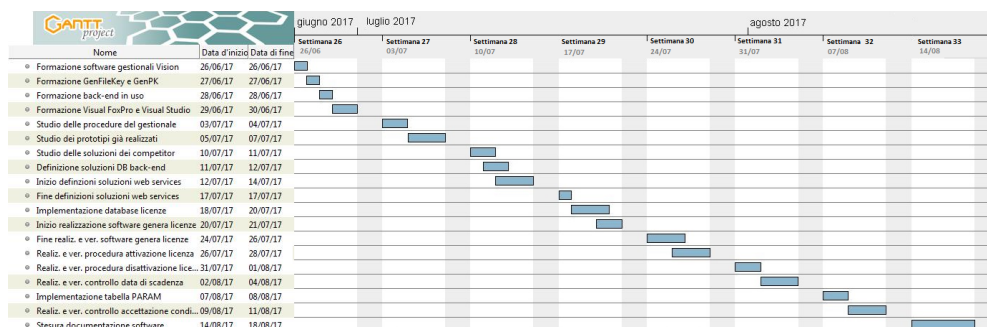 GANTT
project
giugno 2017 luglio 2017 agosto 2017
Settimana 26 Settimana 27 Settimana 28 Settimana 29 Settimana 30 Settimana 31 Settimana 32 Settimana 33
26/06 03/07 10/07 17/07 24/07 31/07 07/08 14/08
Nome Data d'inizio Data di fine
Formazione software gestionali Vision 26/06/17 26/06/17
Formazione GenFileKey e GenPK 27/06/17 27/06/17
Formazione back-end in uso 28/06/17 28/06/17
Formazione Visual FoxPro e Visual Studio 29/06/17 30/06/17
Studio delle procedure del gestionale 03/07/17 04/07/17
Studio dei prototipi già realizzati 05/07/17 07/07/17
Studio delle soluzioni dei competitor 10/07/17 11/07/17
Definizione soluzioni DB back-end 11/07/17 12/07/17
Inizio definzioni soluzioni web services 12/07/17 14/07/17
Fine definizioni soluzioni web services 17/07/17 17/07/17
Implementazione database licenze 18/07/17 20/07/17
Inizio realizzazione software genera licenze 20/07/17 21/07/17
Fine realiz. e ver. software genera licenze 24/07/17 26/07/17
Realiz. e ver. procedura attivazione licenza 26/07/17 28/07/17
Realiz. e ver. procedura disattivazione lice... 31/07/17 01/08/17
Realiz. e ver. controllo data di scadenza 02/08/17 04/08/17
Implementazione tabella PARAM 07/08/17 08/08/17
Realiz. e ver. controllo accettazione condi... 09/08/17 11/08/17
Stesura documentazione software 14/08/17 18/08/17